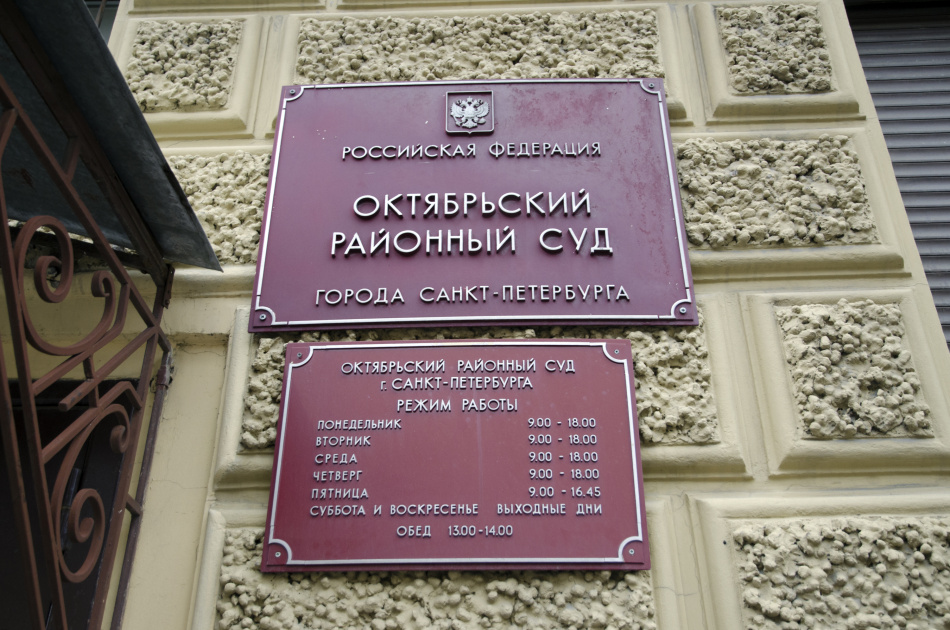 РОССИЙСКАЯ ФЕДЕРАЦИЯ
ОКТЯБРЬСКИЙ
РАЙОННЫЙ СУД
ГОРОДА САНКТ-ПЕТЕРБУРГА
ОКТЯБРЬСКИЙ РАЙОННЫЙ СУД
г. САНКТ-ПЕТЕРБУРГА
РЕЖИМ РАБОТЫ
ПОНЕДЕЛЬНИК 9.00 - 18.00
ВТОРНИК 9.00 - 18.00
СРЕДА 9.00 - 18.00
ЧЕТВЕРГ 9.00 - 18.00
ПЯТНИЦА 9.00 - 16.45
СУББОТА И ВОСКРЕСЕНЬЕ ВЫХОДНЫЕ ДНИ
ОБЕД 13.00-14.00